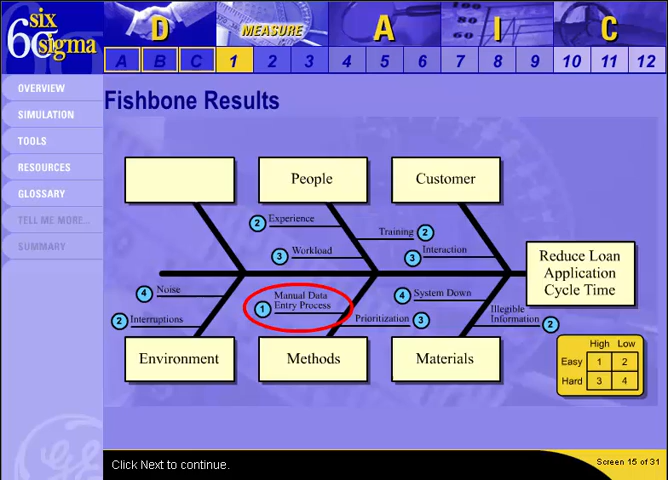 six
6σ sigma
D
MEASURE
A
I
C
100
80
60
A B C 1 2 3 4 5 6 7 8 9 10 11 12
OVERVIEW
SIMULATION
TOOLS
RESOURCES
GLOSSARY
TELL ME MORE...
SUMMARY
Fishbone Results
People
Customer
2 Experience
Training 2
3 Workload
3 Interaction
Reduce Loan
Application
Cycle Time
4 Noise
1 Manual Data
Entry Process
4 System Down
2 Interruptions
Prioritization 3
Illegible
Information 2
Environment
Methods
Materials
High Low
Easy 1 2
Hard 3 4
Click Next to continue.
Screen 15 of 31